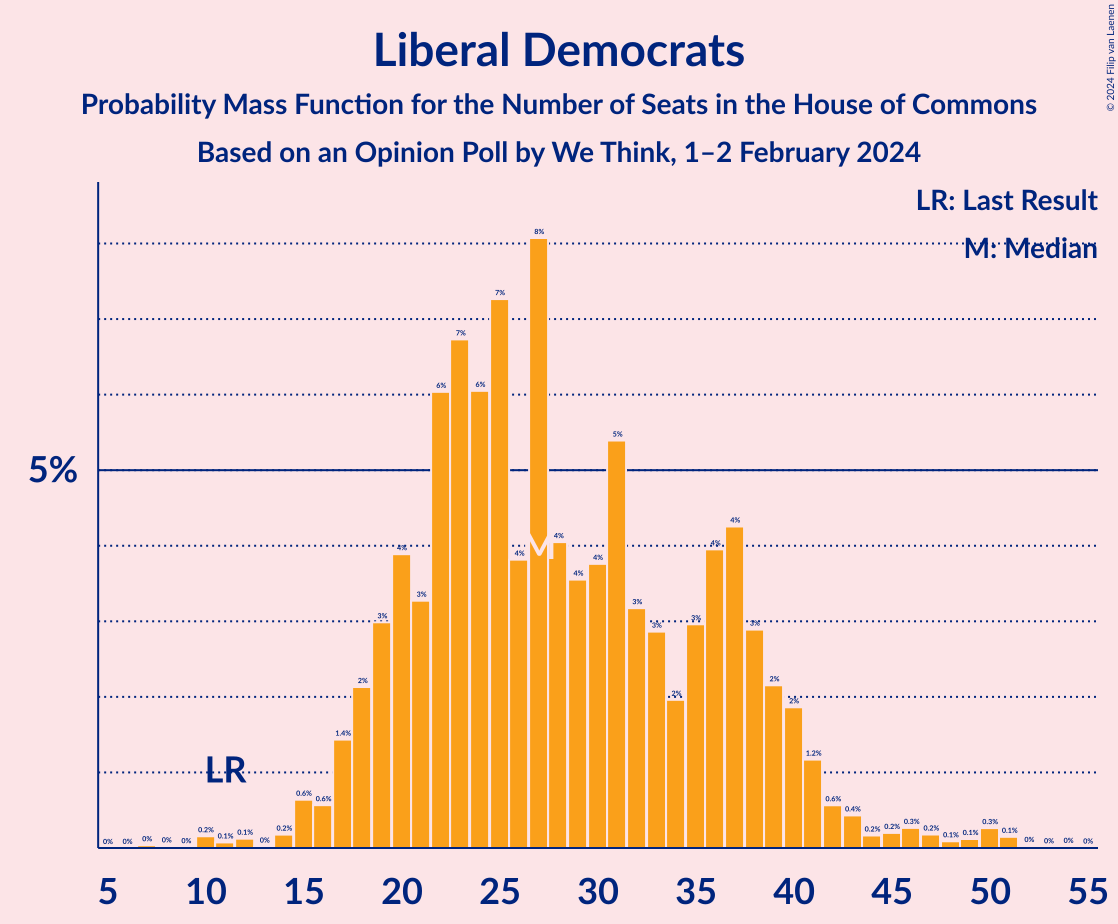 Liberal Democrats
Probability Mass Function for the Number of Seats in the House of Commons
Based on an Opinion Poll by We Think, 1–2 February 2024
© 2024 Filip van Laenen
LR: Last Result
M: Median
8%
7%
7%
6% 6%
5%
5%
4% 4% 4% 4% 4% 4% 4% 4%
3% 3% 3% 3% 3% 3%
2% 2% 2% 2%
M
1.4% 1.2%
LR
0% 0% 0% 0% 0% 0.2% 0.1% 0.1% 0% 0.2% 0.6% 0.6% 0.6% 0.4% 0.2% 0.2% 0.3% 0.2% 0.1% 0.1% 0.3% 0.1% 0% 0% 0% 0%
5 10 15 20 25 30 35 40 45 50 55